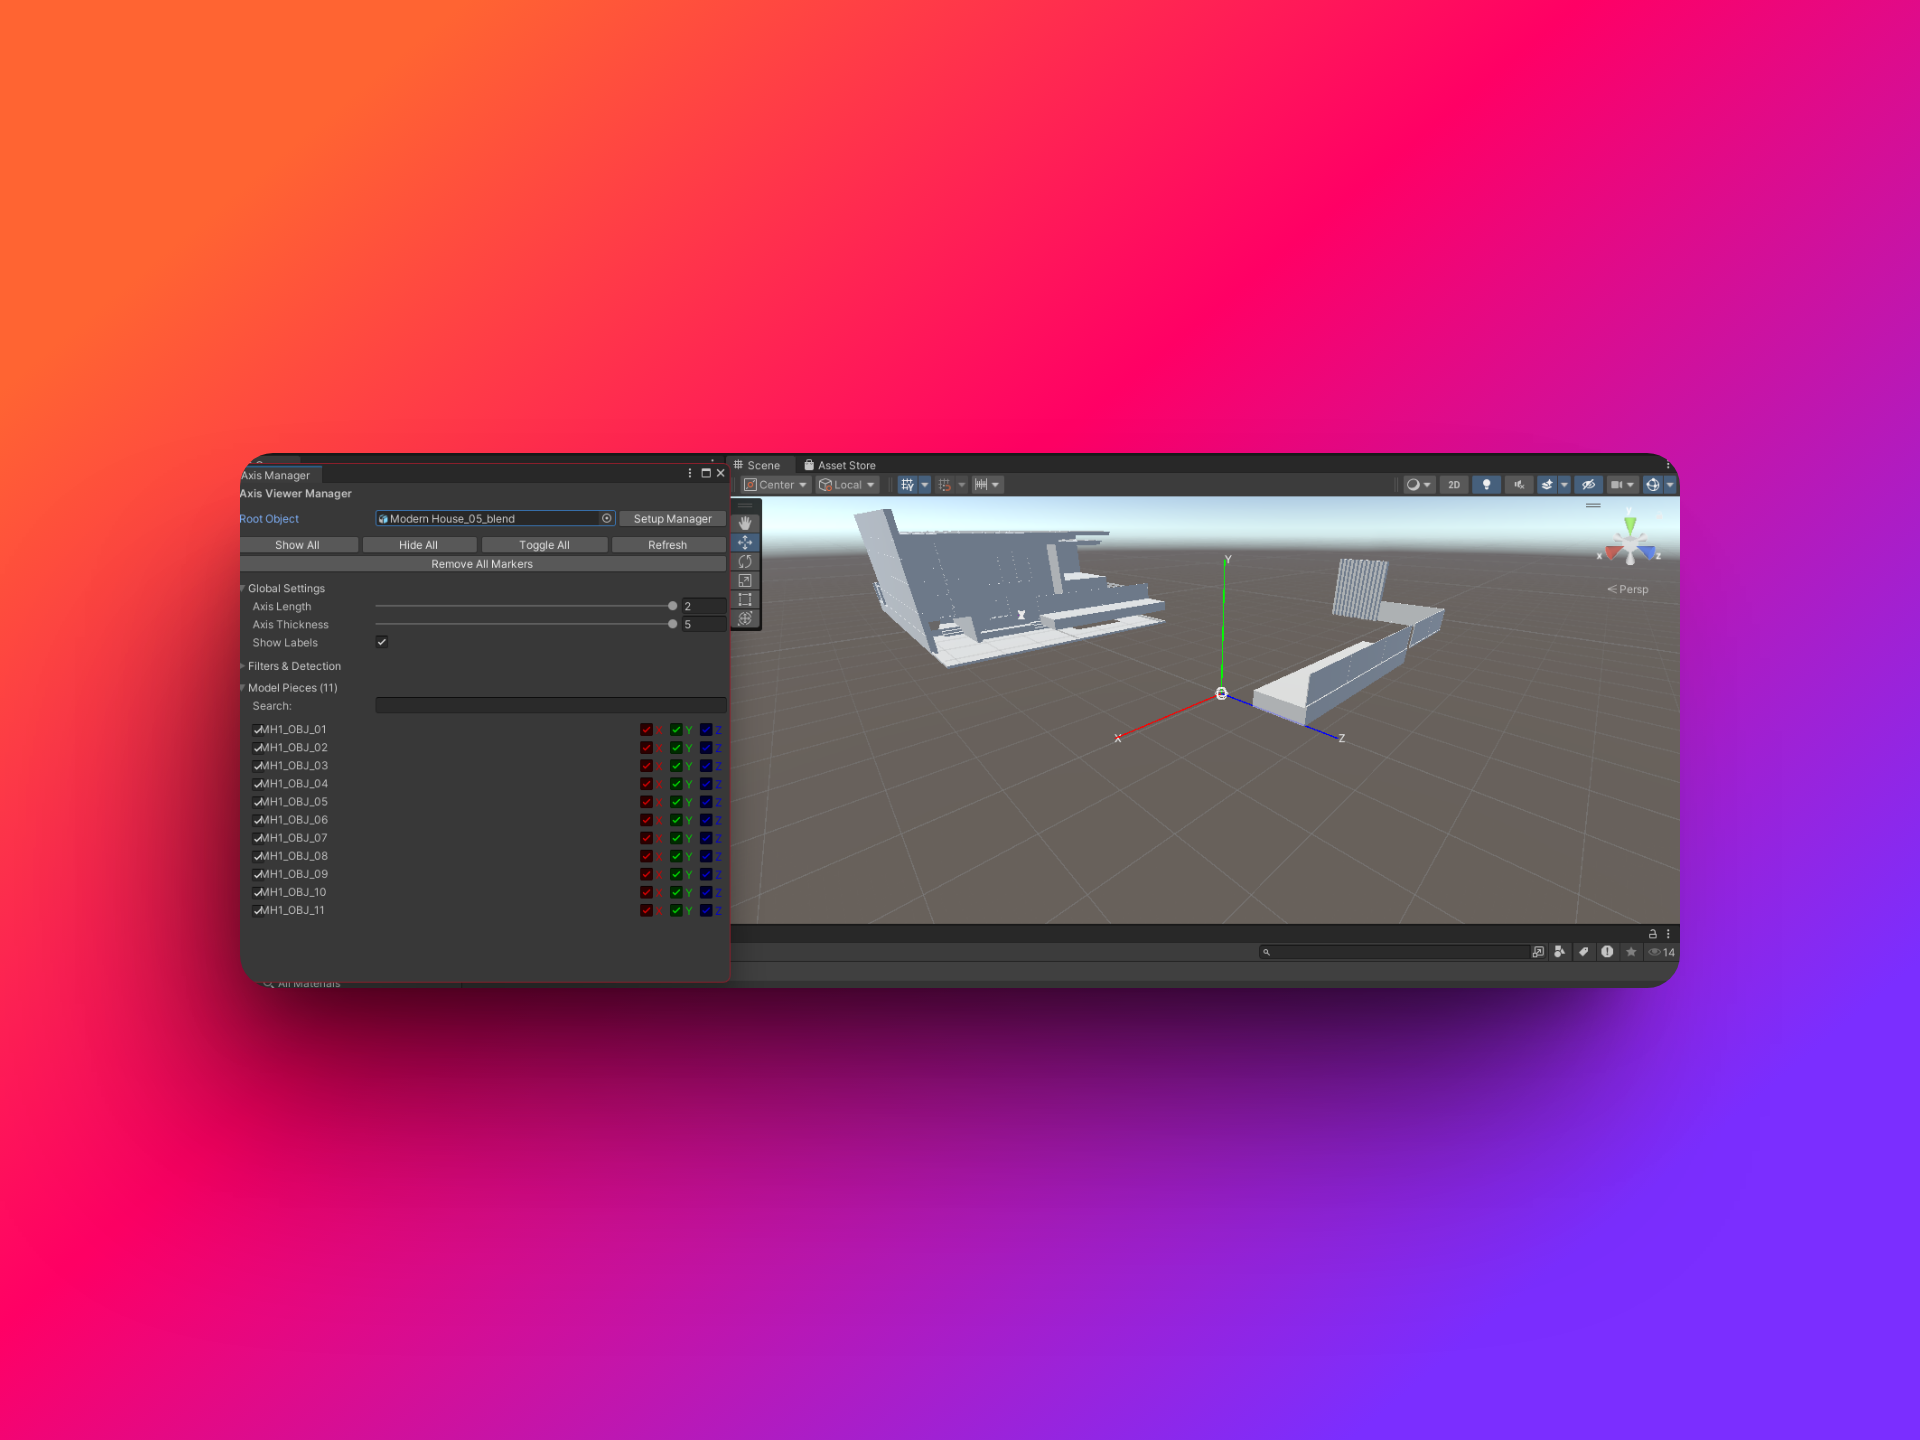 Axis Manager
Axis Viewer Manager
Root Object Modern House_05_blend Setup Manager
Show All Hide All Toggle All Refresh
Remove All Markers
Global Settings
Axis Length 2
Axis Thickness 5
Show Labels
Filters & Detection
Model Pieces (11)
Search:
MH1_OBJ_01 X Y Z
MH1_OBJ_02 X Y Z
MH1_OBJ_03 X Y Z
MH1_OBJ_04 X Y Z
MH1_OBJ_05 X Y Z
MH1_OBJ_06 X Y Z
MH1_OBJ_07 X Y Z
MH1_OBJ_08 X Y Z
MH1_OBJ_09 X Y Z
MH1_OBJ_10 X Y Z
MH1_OBJ_11 X Y Z
All Materials
Scene Asset Store
Center Local 2D
Y
X Z
Y
x z
Persp
14